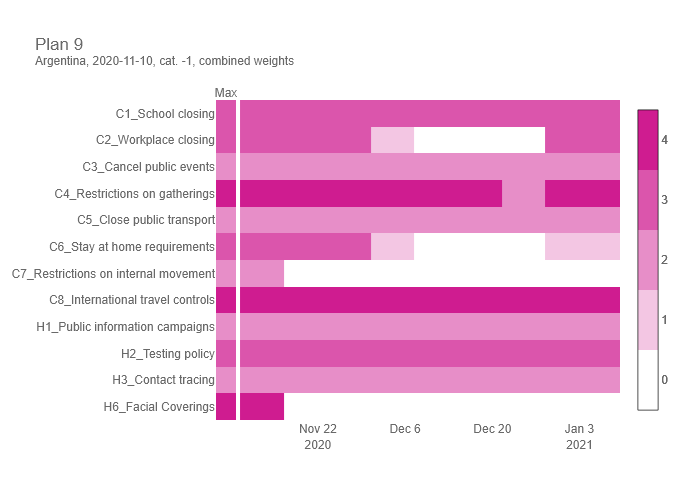 Plan 9
Argentina, 2020-11-10, cat. -1, combined weights
Max
C1_School closing
C2_Workplace closing
C3_Cancel public events
C4_Restrictions on gatherings
C5_Close public transport
C6_Stay at home requirements
C7_Restrictions on internal movement
C8_International travel controls
H1_Public information campaigns
H2_Testing policy
H3_Contact tracing
H6_Facial Coverings
4
3
2
1
0
Nov 22 Dec 6 Dec 20 Jan 3
2020 2021